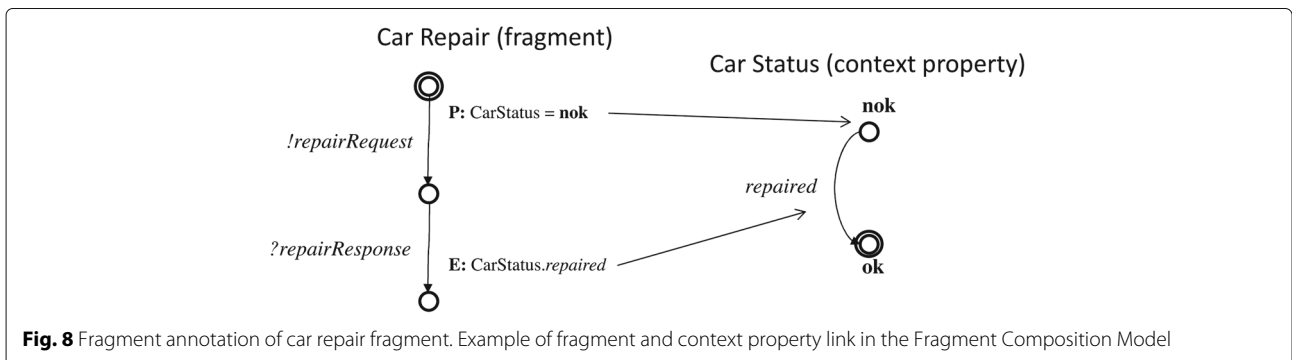 Car Repair (fragment)
Car Status (context property)
P: CarStatus = nok
nok
!repairRequest
repaired
?repairResponse
E: CarStatus.repaired
ok
Fig. 8 Fragment annotation of car repair fragment. Example of fragment and context property link in the Fragment Composition Model